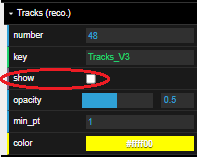 Tracks (reco.)
number 48
key Tracks_V3
show
opacity 0.5
min_pt 1
color #ffff00